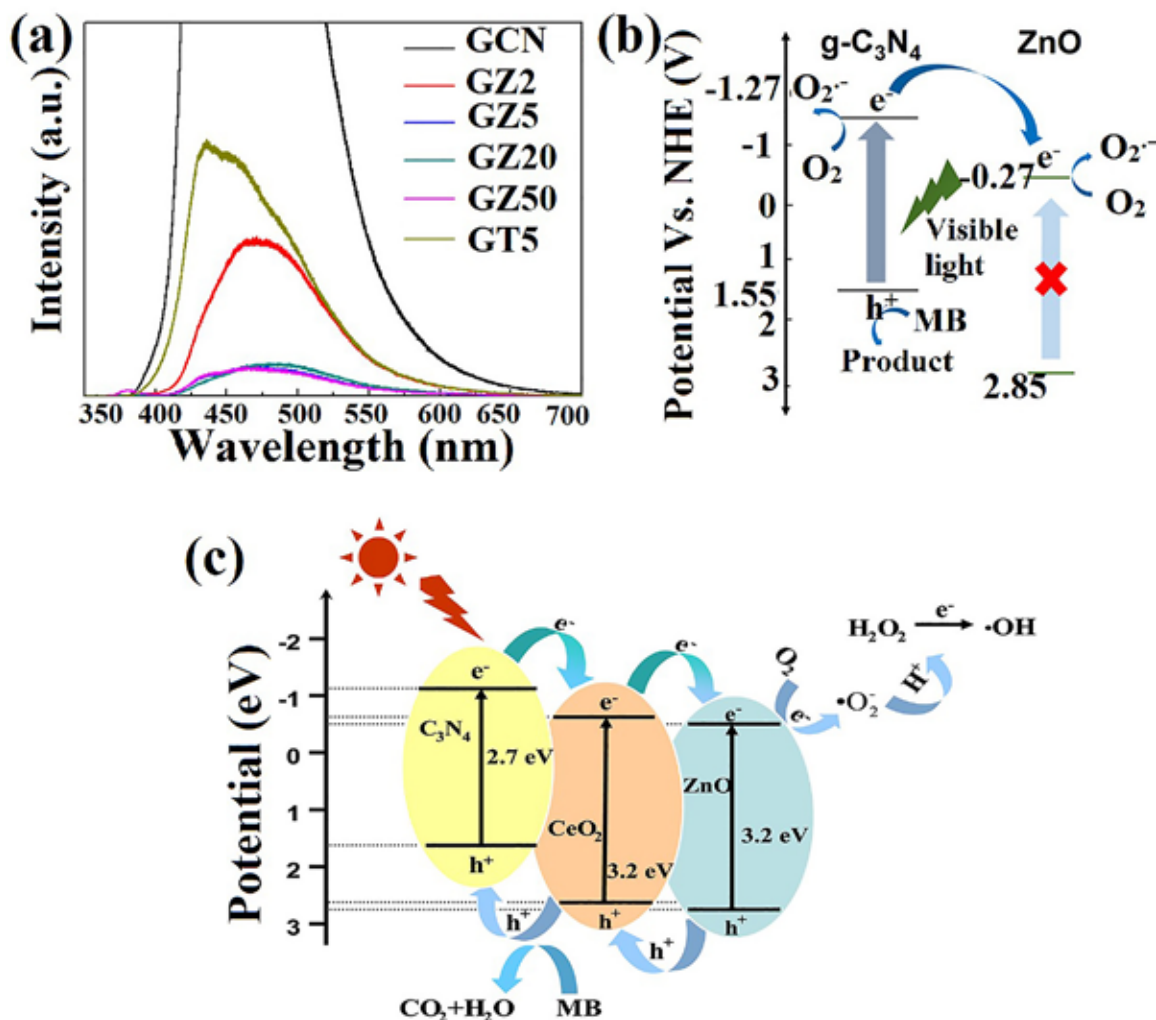 (a)
GCN
GZ2
GZ5
GZ20
GZ50
GT5
Intensity (a.u.)
350 400 450 500 550 600 650 700
Wavelength (nm)
(b)
g-C₃N₄ ZnO
Potential Vs. NHE (V)
-1.27
-1
0
1
1.55
2
3
O₂·⁻
O₂
e⁻
e⁻
-0.27
O₂·⁻
O₂
Visible
light
h⁺
MB
Product
2.85
(c)
Potential (eV)
-2
-1
0
1
2
3
e⁻
e⁻
e⁻
C₃N₄
2.7 eV
h⁺
e⁻
CeO₂
3.2 eV
h⁺
e⁻
ZnO
3.2 eV
h⁺
h⁺
h⁺
O₂
e⁻
•O₂⁻
H⁺
H₂O₂ e⁻ ·OH
CO₂+H₂O MB